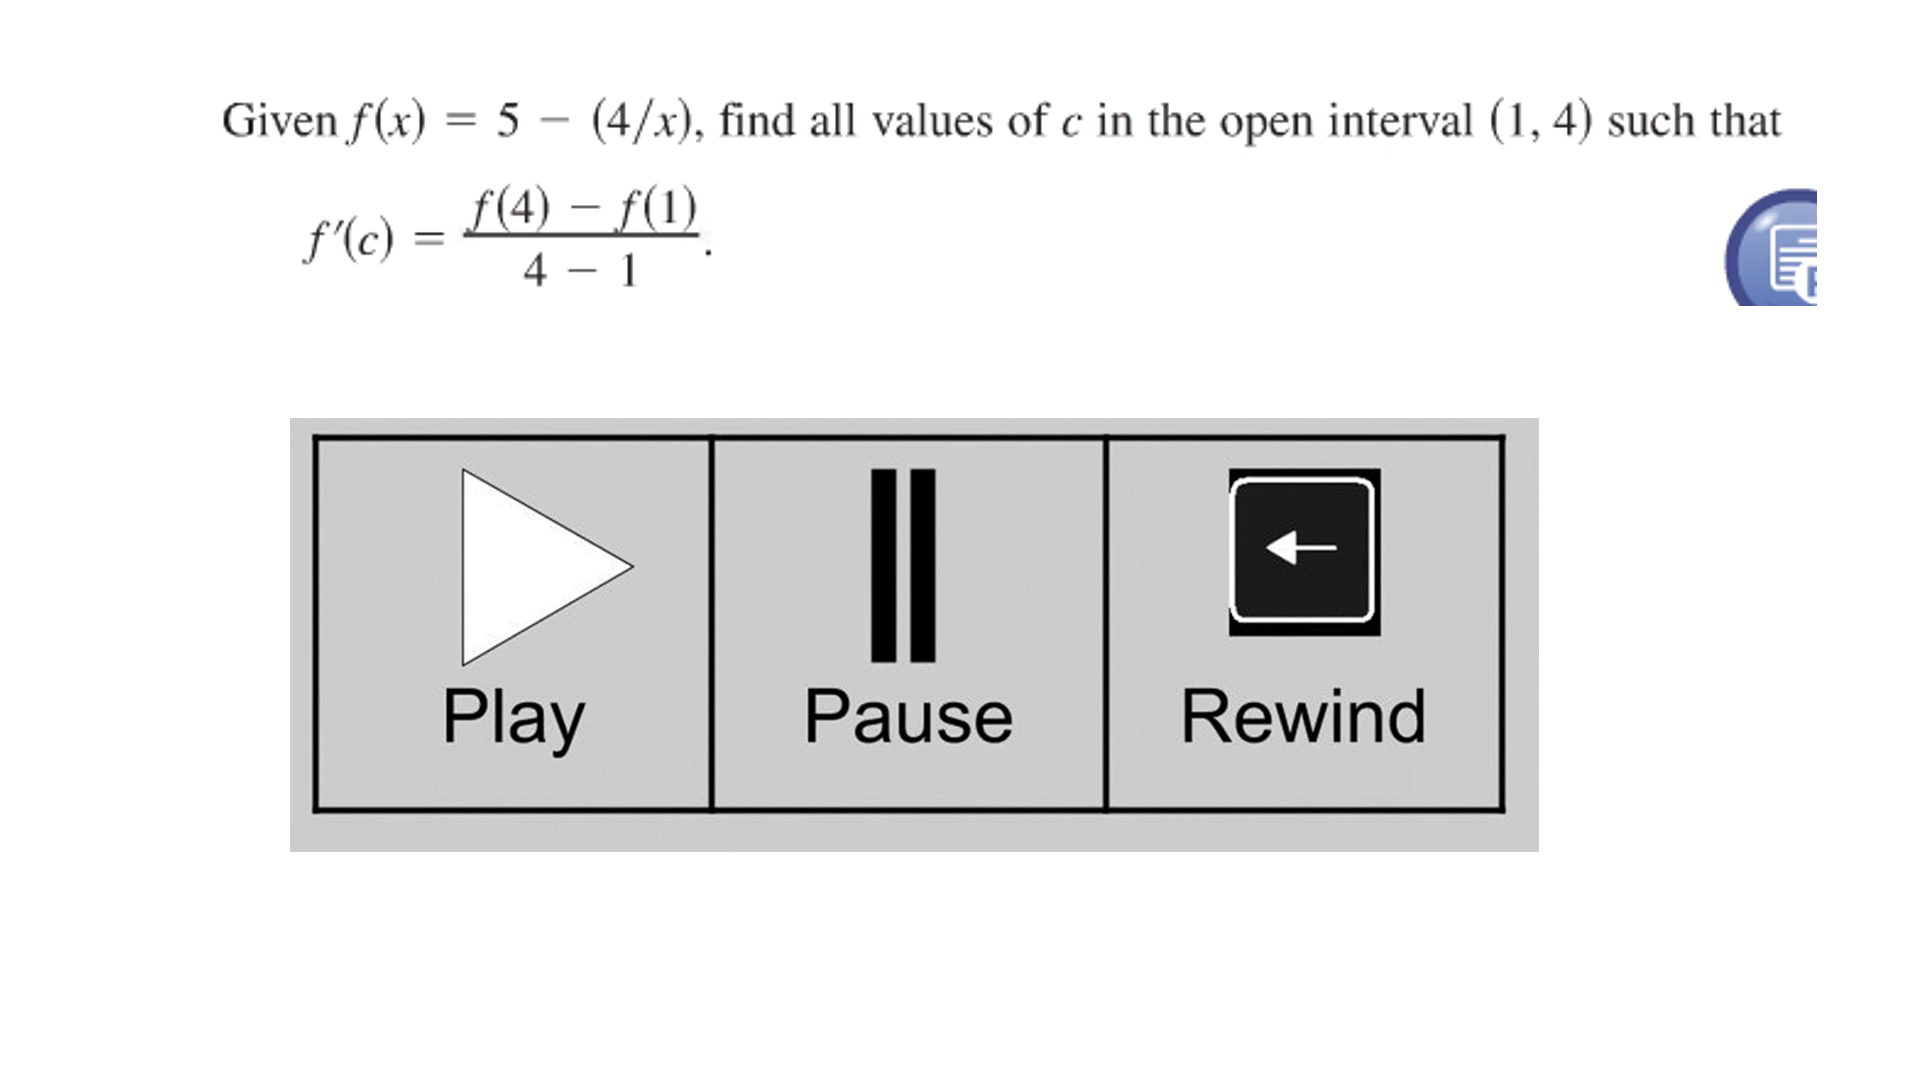 Given f(x) = 5 − (4/x), find all values of c in the open interval (1, 4) such that
f′(c) = f(4) − f(1)
4 − 1 .
Play Pause Rewind